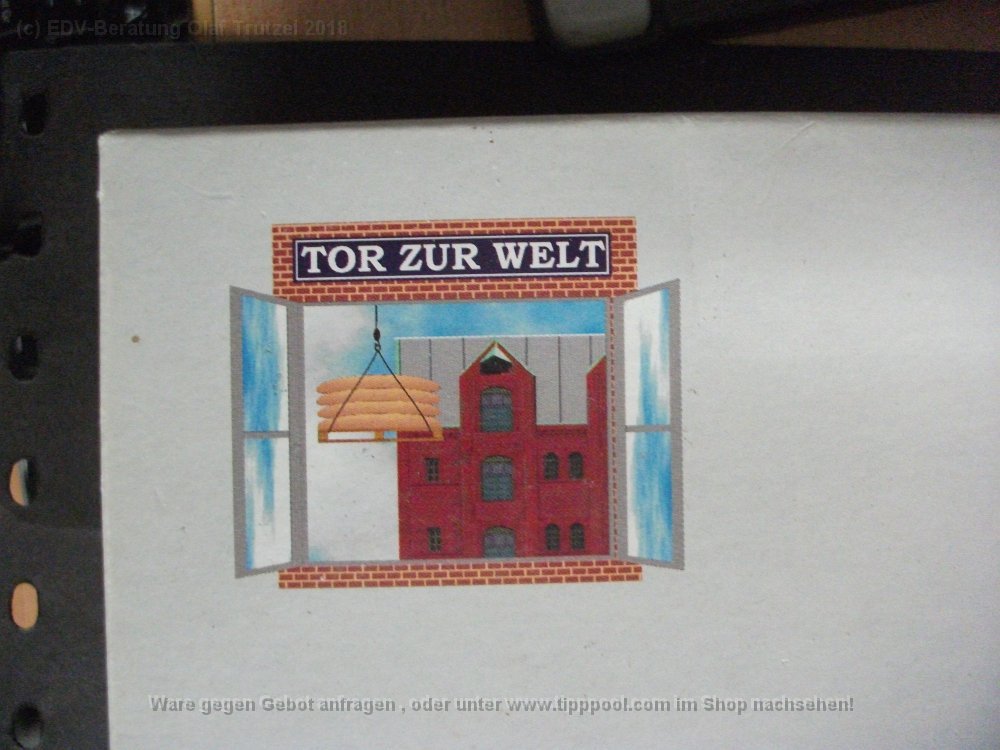 (c) EDV-Beratung Olaf Trutzel 2018
TOR ZUR WELT
Ware gegen Gebot anfragen , oder unter www.tipppool.com im Shop nachsehen!